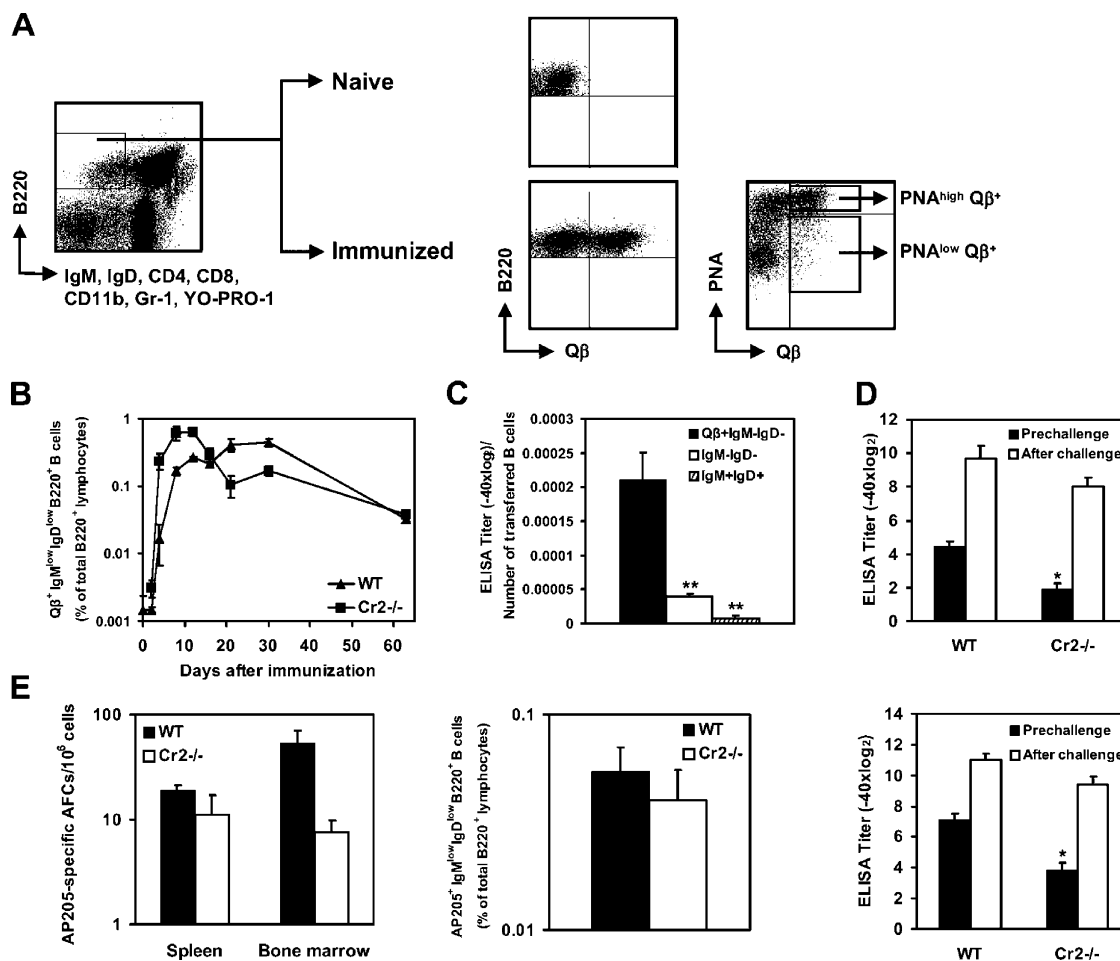 A
Naive
Immunized
B220
IgM, IgD, CD4, CD8,
CD11b, Gr-1, YO-PRO-1
B220
Qβ
PNA
Qβ
PNAhigh Qβ+
PNAlow Qβ+
B
Qβ+ IgMlowIgDlowB220+ B cells
(% of total B220+ lymphocytes)
1
0.1
0.01
0.001
0 10 20 30 40 50 60
Days after immunization
WT
Cr2-/-
C
ELISA Titer (-40xlog2)/
Number of transferred B cells
0.0003
0.00025
0.0002
0.00015
0.0001
0.00005
0
Qβ+IgM-IgD-
IgM-IgD-
IgM+IgD+
**
**
D
ELISA Titer (-40xlog2)
12
10
8
6
4
2
0
Prechallenge
After challenge
*
WT Cr2-/-
E
AP205-specific AFCs/10⁶ cells
100
10
1
WT
Cr2-/-
Spleen Bone marrow
AP205+ IgMlowIgDlowB220+ B cells
(% of total B220+ lymphocytes)
0.1
0.01
WT
Cr2-/-
ELISA Titer (-40xlog2)
14
12
10
8
6
4
2
0
Prechallenge
After challenge
*
WT Cr2-/-